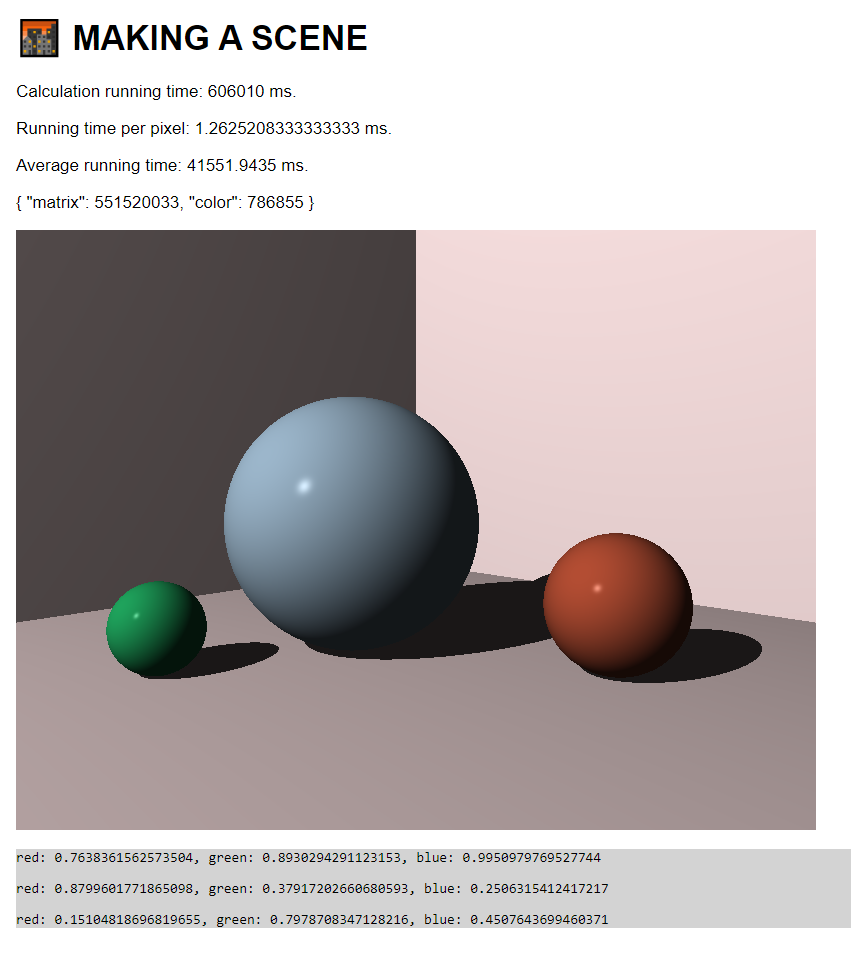 MAKING A SCENE
Calculation running time: 606010 ms.
Running time per pixel: 1.2625208333333333 ms.
Average running time: 41551.9435 ms.
{ "matrix": 551520033, "color": 786855 }
red: 0.7638361562573504, green: 0.8930294291123153, blue: 0.9950979769527744
red: 0.8799601771865098, green: 0.37917202660680593, blue: 0.2506315412417217
red: 0.15104818696819655, green: 0.7978708347128216, blue: 0.4507643699460371